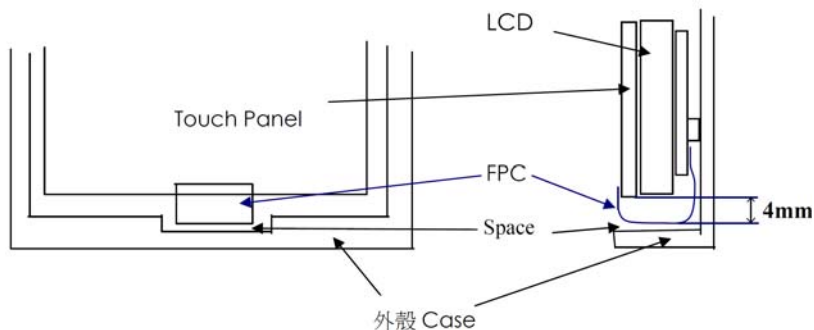 LCD
Touch Panel
FPC
4mm
Space
外殼 Case